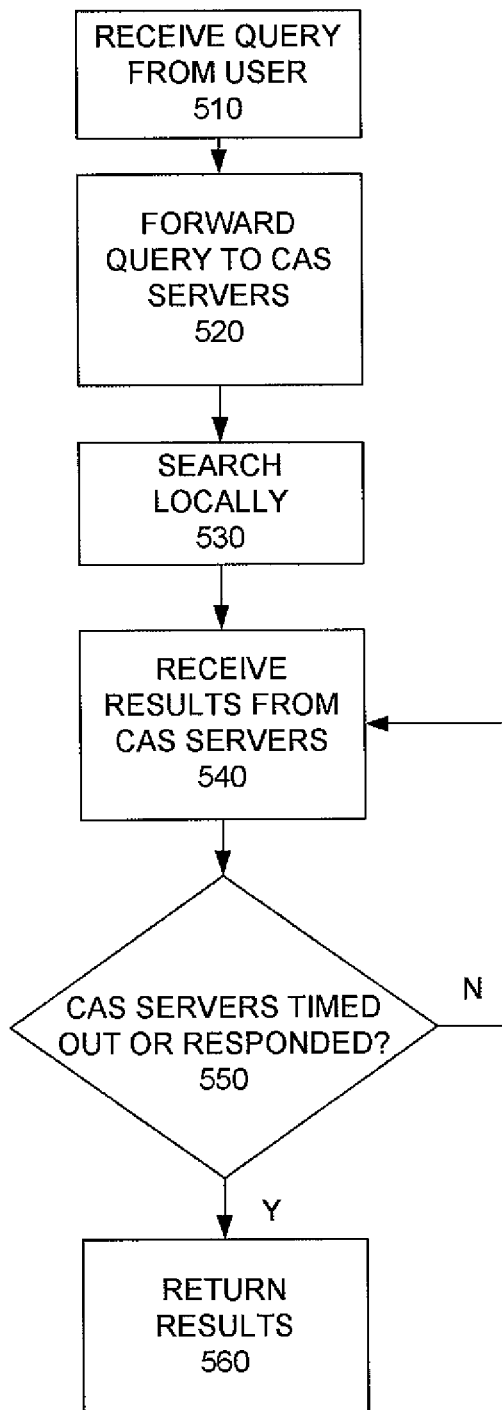 RECEIVE QUERY
FROM USER
510
FORWARD
QUERY TO CAS
SERVERS
520
SEARCH
LOCALLY
530
RECEIVE
RESULTS FROM
CAS SERVERS
540
CAS SERVERS TIMED
OUT OR RESPONDED?
550
N
Y
RETURN
RESULTS
560